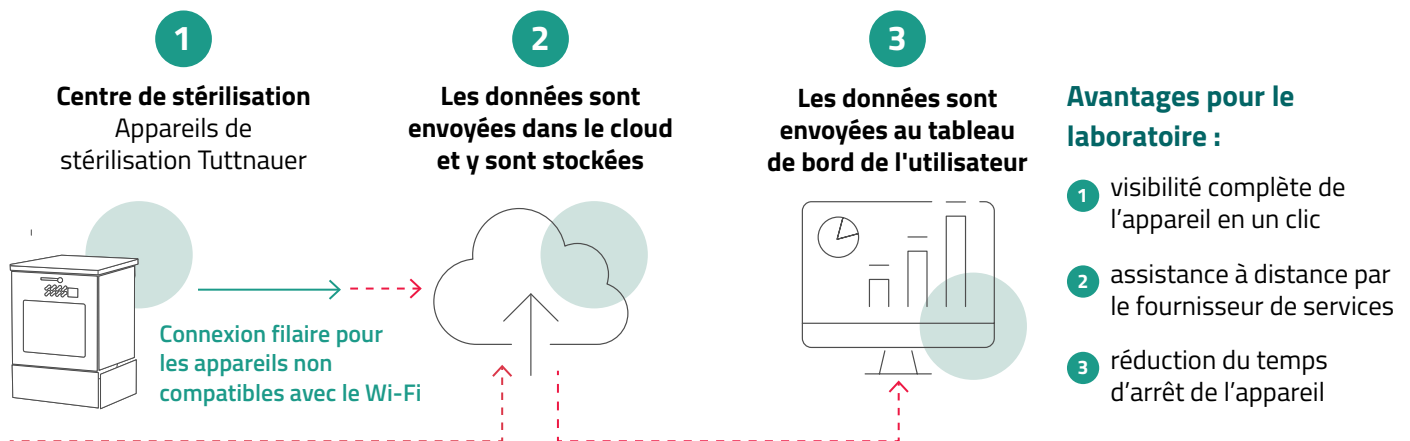 1
Centre de stérilisation
Appareils de
stérilisation Tuttnauer
Connexion filaire pour
les appareils non
compatibles avec le Wi-Fi
2
Les données sont
envoyées dans le cloud
et y sont stockées
3
Les données sont
envoyées au tableau
de bord de l'utilisateur
Avantages pour le
laboratoire :
1 visibilité complète de
l’appareil en un clic
2 assistance à distance par
le fournisseur de services
3 réduction du temps
d’arrêt de l’appareil